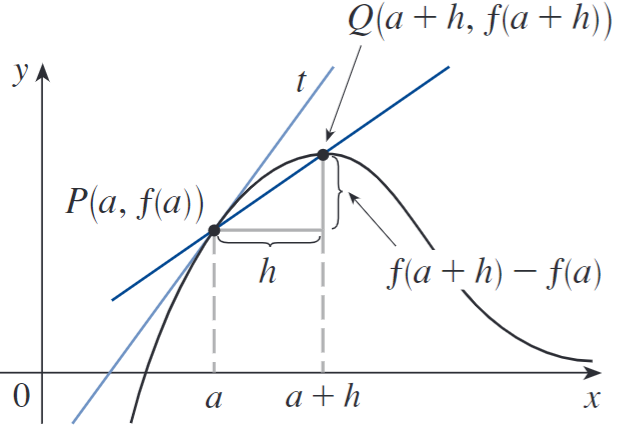 Q(a + h, f(a + h))
y
t
P(a, f(a))
h
f(a + h) − f(a)
0
a
a + h
x